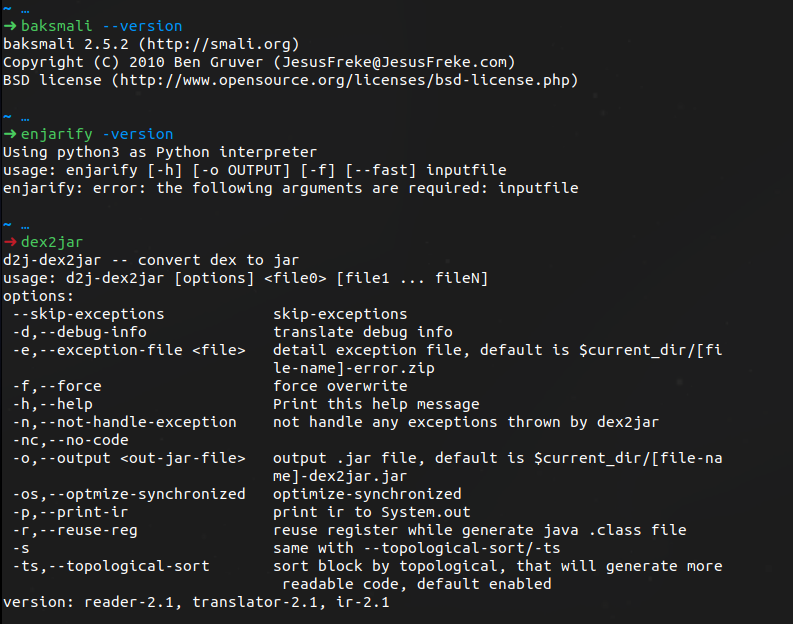 ~ …
➜ baksmali --version
baksmali 2.5.2 (http://smali.org)
Copyright (C) 2010 Ben Gruver (JesusFreke@JesusFreke.com)
BSD license (http://www.opensource.org/licenses/bsd-license.php)
~ …
➜ enjarify -version
Using python3 as Python interpreter
usage: enjarify [-h] [-o OUTPUT] [-f] [--fast] inputfile
enjarify: error: the following arguments are required: inputfile
~ …
➜ dex2jar
d2j-dex2jar -- convert dex to jar
usage: d2j-dex2jar [options] <file0> [file1 ... fileN]
options:
 --skip-exceptions            skip-exceptions
 -d,--debug-info              translate debug info
 -e,--exception-file <file>   detail exception file, default is $current_dir/[fi
                              le-name]-error.zip
 -f,--force                   force overwrite
 -h,--help                    Print this help message
 -n,--not-handle-exception    not handle any exceptions thrown by dex2jar
 -nc,--no-code
 -o,--output <out-jar-file>   output .jar file, default is $current_dir/[file-na
                              me]-dex2jar.jar
 -os,--optmize-synchronized   optimize-synchronized
 -p,--print-ir                print ir to System.out
 -r,--reuse-reg               reuse register while generate java .class file
 -s                           same with --topological-sort/-ts
 -ts,--topological-sort       sort block by topological, that will generate more
                               readable code, default enabled
version: reader-2.1, translator-2.1, ir-2.1